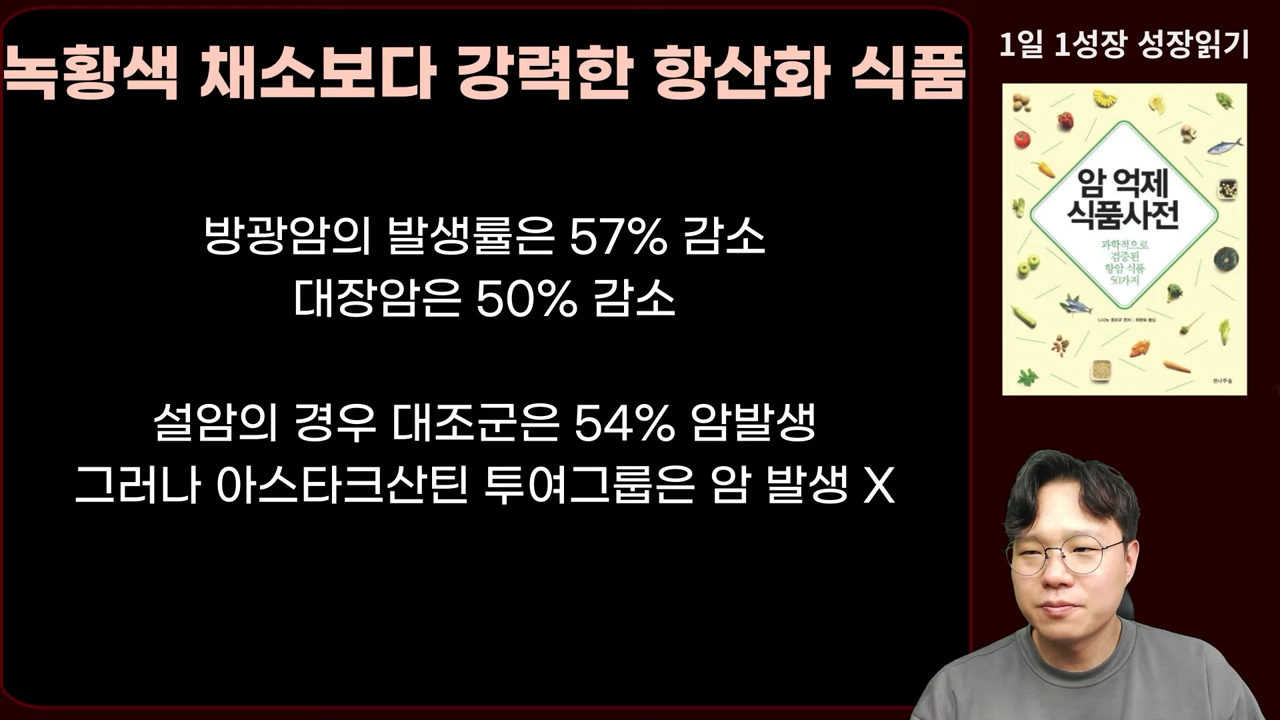 녹황색 채소보다 강력한 항산화 식품
방광암의 발생률은 57% 감소
대장암은 50% 감소
설암의 경우 대조군은 54% 암발생
그러나 아스타크산틴 투여그룹은 암 발생 X
1일 1성장 성장읽기
암 억제
식품사전
과학적으로
검증된
항암 식품
50가지
전나무숲